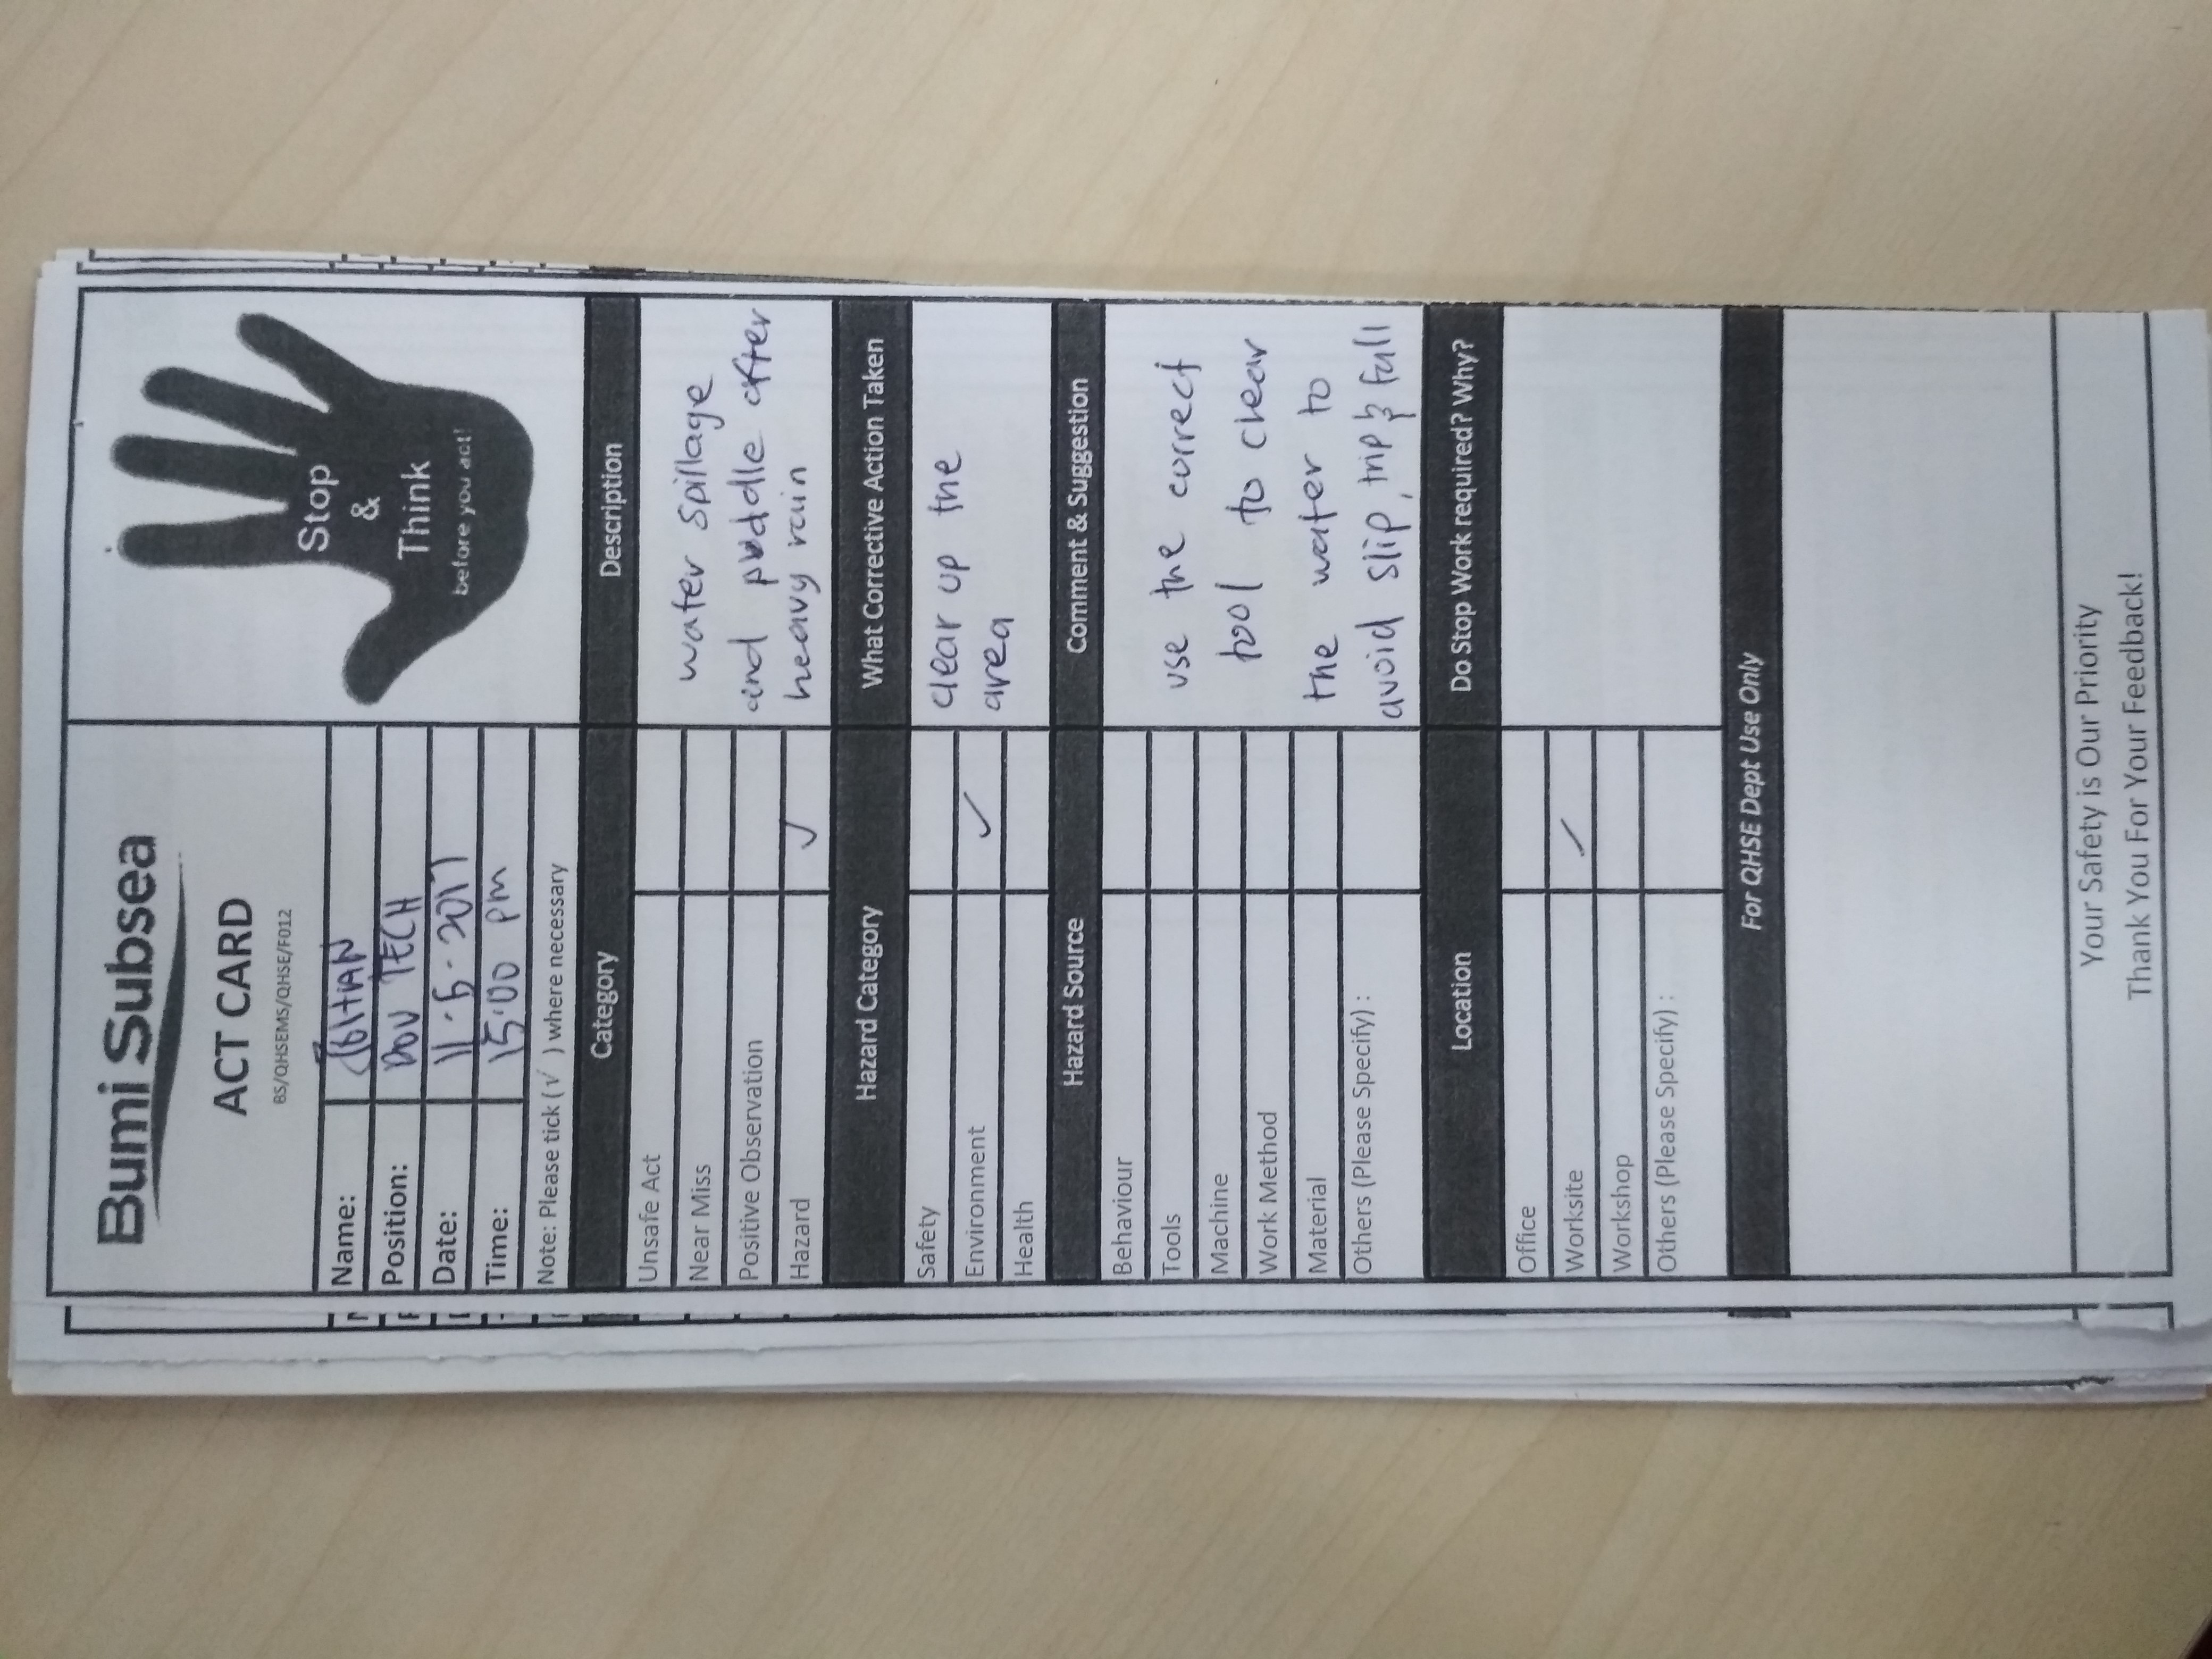 Bumi Subsea
ACT CARD
BS/QHSEMS/QHSE/F012
Stop
&
Think
before you act!
Name:
Position: TECH
Date:
Time: 15:00 pm
Note: Please tick (√ ) where necessary
Category
Description
Unsafe Act
Near Miss
Positive Observation
Hazard ✓
water spillage
and puddle after
heavy rain
Hazard Category
What Corrective Action Taken
Safety
Environment ✓
Health
clear up the
area
Hazard Source
Comment & Suggestion
Behaviour
Tools
Machine
Work Method
Material
Others (Please Specify) :
use the correct
tool to clear
the water to
avoid slip, trip & fall
Location
Do Stop Work required? Why?
Office
Worksite ✓
Workshop
Others (Please Specify) :
For QHSE Dept Use Only
Your Safety is Our Priority
Thank You For Your Feedback!